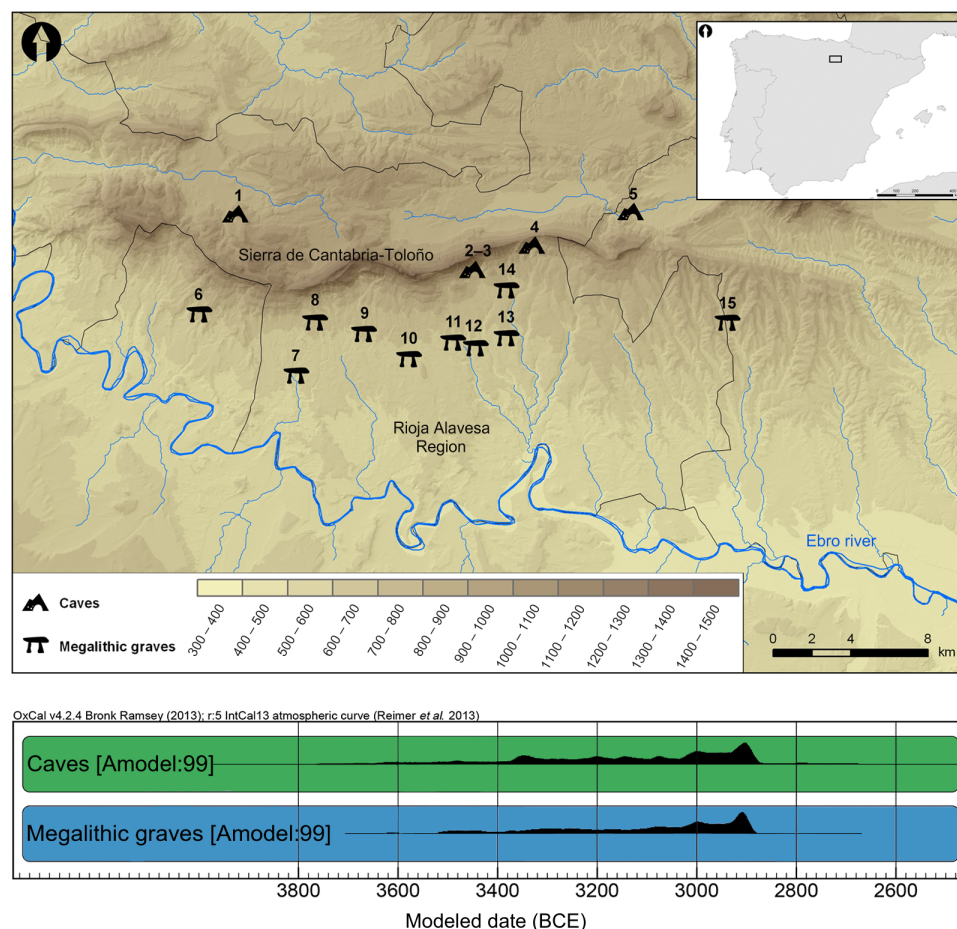 0 100 200 400
1
5
4
2–3
Sierra de Cantabria-Toloño
14
6
8
9
11
12
13
15
10
7
Rioja Alavesa
Region
Ebro river
Caves
Megalithic graves
300 – 400
400 – 500
500 – 600
600 – 700
700 – 800
800 – 900
900 – 1000
1000 – 1100
1100 – 1200
1200 – 1300
1300 – 1400
1400 – 1500
0 2 4 8
km
OxCal v4.2.4 Bronk Ramsey (2013); r:5 IntCal13 atmospheric curve (Reimer et al. 2013)
Caves [Amodel:99]
Megalithic graves [Amodel:99]
3800 3600 3400 3200 3000 2800 2600
Modeled date (BCE)